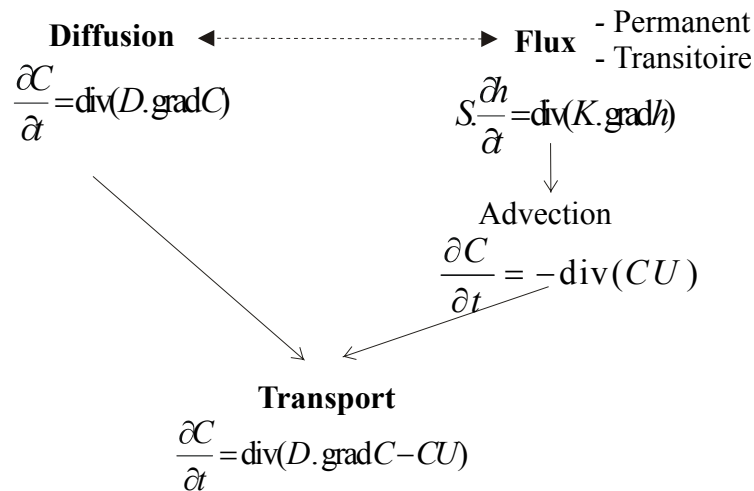 Diffusion
Flux
- Permanent
- Transitoire
∂C/∂t = div(D.gradC)
S.∂h/∂t = div(K.gradh)
Advection
∂C/∂t = −div(CU)
Transport
∂C/∂t = div(D.gradC−CU)